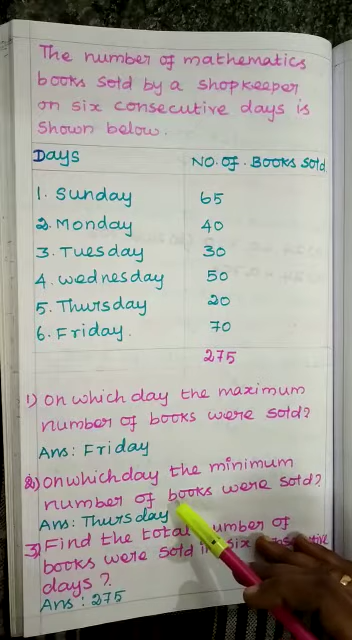 The number of mathematics
books sold by a shopkeeper
on six consecutive days is
shown below.
Days No. of. Books sold
1. Sunday 65
2. Monday 40
3. Tuesday 30
4. wednesday 50
5. Thursday 20
6. Friday. 70
275
1) on which day the maximum
number of books were sold?
Ans: Friday
2) on which day the minimum
number of books were sold?
Ans: Thursday
3) Find the total number of
books were sold in six consecutive
days?
Ans: 275